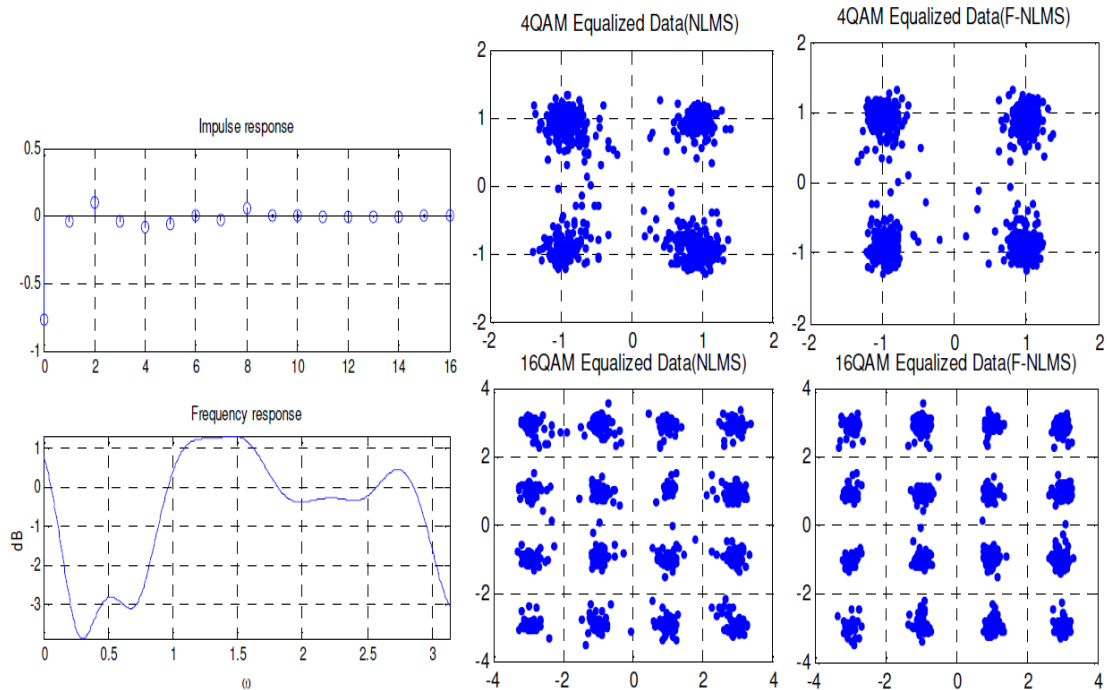 Impulse response
0.5
0
-0.5
-1
0 2 4 6 8 10 12 14 16
Frequency response
1
0
-1
-2
-3
dB
0 0.5 1 1.5 2 2.5 3
ω
4QAM Equalized Data(NLMS)
2
1
0
-1
-2
-2 -1 0 1 2
4QAM Equalized Data(F-NLMS)
2
1
0
-1
-2
-2 -1 0 1 2
16QAM Equalized Data(NLMS)
4
2
0
-2
-4
-4 -2 0 2 4
16QAM Equalized Data(F-NLMS)
4
2
0
-2
-4
-4 -2 0 2 4